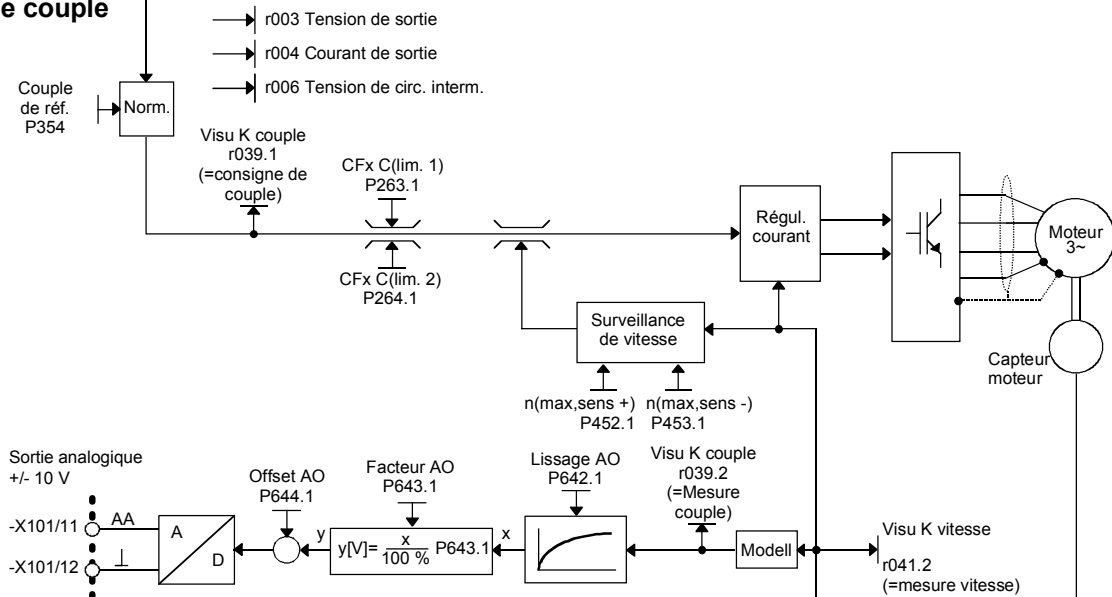 e couple
r003 Tension de sortie
r004 Courant de sortie
r006 Tension de circ. interm.
Couple
de réf.
P354
Norm.
Visu K couple
r039.1
(=consigne de
couple)
CFx C(lim. 1)
P263.1
CFx C(lim. 2)
P264.1
Régul.
courant
Moteur
3~
Surveillance
de vitesse
Capteur
moteur
n(max,sens +)
P452.1
n(max,sens -)
P453.1
Sortie analogique
+/- 10 V
-X101/11
AA
-X101/12
A
D
Offset AO
P644.1
y
Facteur AO
P643.1
y[V]= x
100 % P643.1
x
Lissage AO
P642.1
Visu K couple
r039.2
(=Mesure
couple)
Modell
Visu K vitesse
r041.2
(=mesure vitesse)